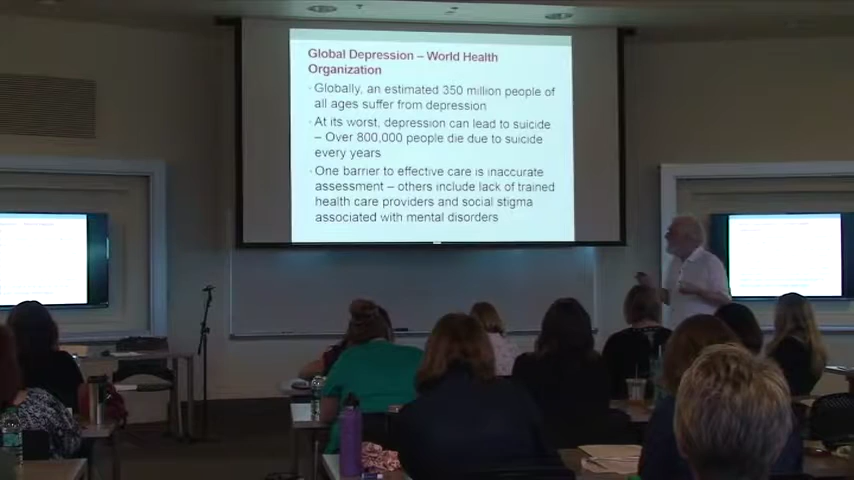 Global Depression – World Health
Organization
· Globally, an estimated 350 million people of
all ages suffer from depression
· At its worst, depression can lead to suicide
– Over 800,000 people die due to suicide
every years
· One barrier to effective care is inaccurate
assessment – others include lack of trained
health care providers and social stigma
associated with mental disorders